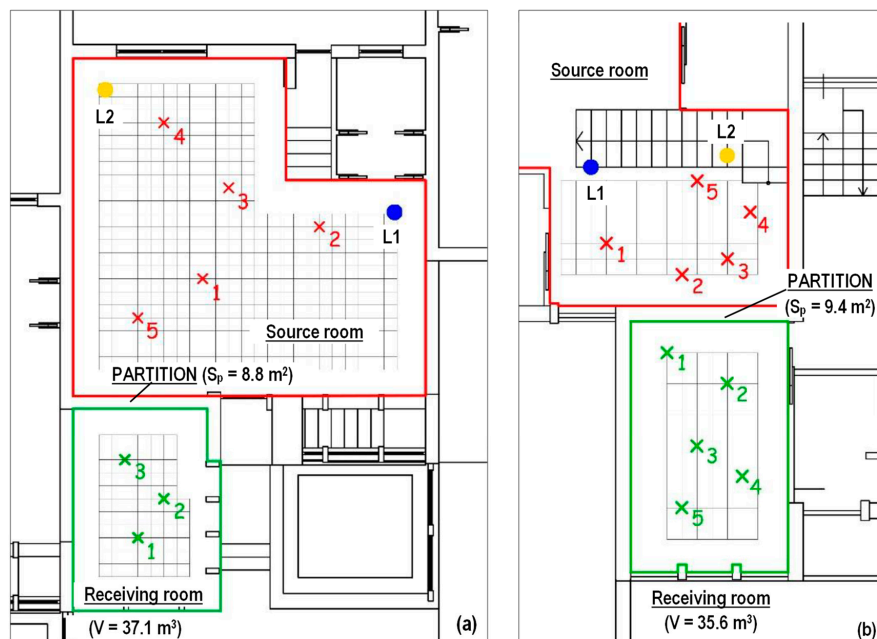 L2
4
3
2
L1
1
5
Source room
PARTITION (Sₚ = 8.8 m²)
3
2
1
Receiving room
(V = 37.1 m³)
(a)
Source room
L2
L1
5
4
1
3
2
PARTITION
(Sₚ = 9.4 m²)
1
2
3
4
5
Receiving room
(V = 35.6 m³)
(b)